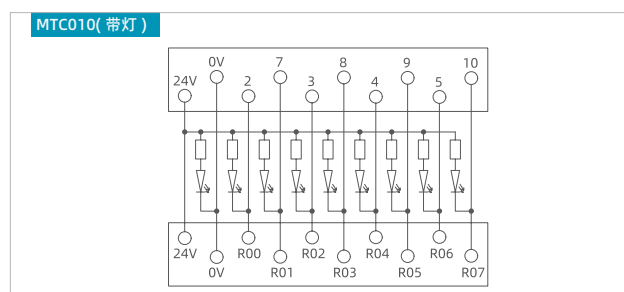 MTC010( 带灯 )
0V 7 8 9 10
24V 2 3 4 5
24V R00 R02 R04 R06
0V R01 R03 R05 R07